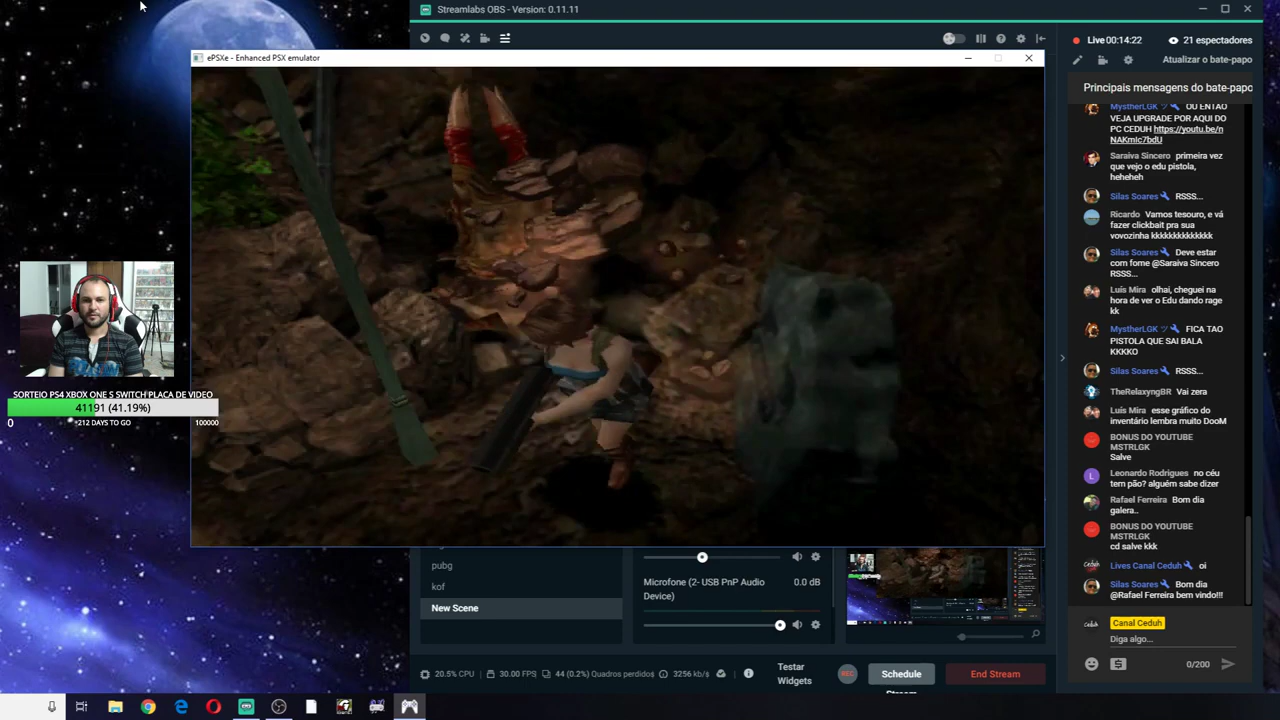 Streamlabs OBS - Version: 0.11.11
Live 00:14:22
21 espectadores
Atualizar o bate-papo
ePSXe - Enhanced PSX emulator
Principais mensagens do bate-papo
MystherLGK ツ OU ENTAO
VEJA UPGRADE POR AQUI DO
PC CEDUH https://youtu.be/n
NAKmIc7bdU
Saraiva Sincero primeira vez
que vejo o edu pistola,
heheheh
Silas Soares RSSS...
Ricardo Vamos tesouro, e vá
fazer clickbait pra sua
vovozinha kkkkkkkkkkkkk
Silas Soares Deve estar
com fome @Saraiva Sincero
RSSS...
Luís Mira olhai, cheguei na
hora de ver o Edu dando rage
kk
MystherLGK ツ FICA TAO
PISTOLA QUE SAI BALA
KKKKO
Silas Soares RSSS...
TheRelaxyngBR Vai zera
Luís Mira esse gráfico do
inventário lembra muito DooM
BONUS DO YOUTUBE
MSTRLGK
Salve
Leonardo Rodrigues no céu
tem pão? alguém sabe dizer
Rafael Ferreira Bom dia
galera..
BONUS DO YOUTUBE
MSTRLGK
cd salve kkk
Lives Canal Ceduh oi
Silas Soares Bom dia
@Rafael Ferreira bem vindo!!!
Canal Ceduh
Diga algo...
0/200
SORTEIO PS4 XBOX ONE S SWITCH PLACA DE VIDEO
41191 (41.19%)
0
212 DAYS TO GO
100000
pubg
kof
New Scene
Microfone (2- USB PnP Audio
Device)
0.0 dB
20.5% CPU
30.00 FPS
44 (0.2%) Quadros perdidos
3256 kb/s
Testar
Widgets
REC
Schedule
Stream
End Stream